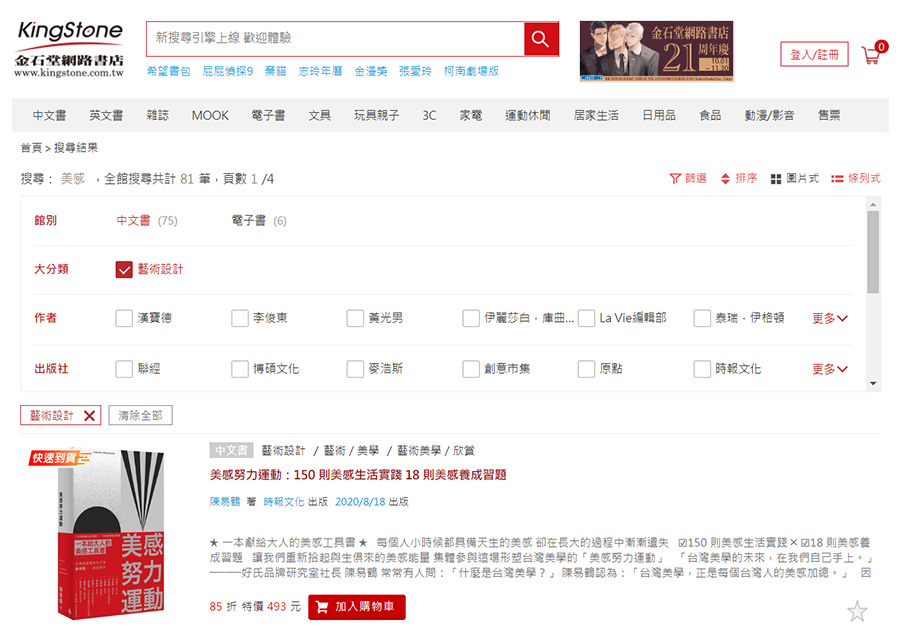 KingStone
金石堂網路書店
www.kingstone.com.tw
新搜尋引擎上線 歡迎體驗
希望書包 屁屁偵探9 葉貓 志玲年曆 金漫獎 張愛玲 柯南劇場版
金石堂網路書店
21周年慶
10.01
11.30
登入/註冊
0
中文書 英文書 雜誌 MOOK 電子書 文具 玩具親子 3C 家電 運動休閒 居家生活 日用品 食品 動漫/影音 售票
首頁 > 搜尋結果
搜尋： 美感 ，全館搜尋共計 81 筆，頁數 1 /4
篩選 排序 圖片式 條列式
館別 中文書 (75) 電子書 (6)
大分類 藝術設計
作者 漢寶德 李俊東 黃光男 伊麗莎白．庫曲... La Vie編輯部 泰瑞．伊格頓 更多
出版社 聯經 博碩文化 麥浩斯 創意市集 原點 時報文化 更多
藝術設計 清除全部
快速到貨
中文書 藝術設計 / 藝術/美學 / 藝術美學/欣賞
美感努力運動：150 則美感生活實踐 18 則美感養成習題
陳易鶴 著 時報文化 出版 2020/8/18 出版
★ 一本獻給大人的美感工具書 ★ 每個人小時候都具備天生的美感 卻在長大的過程中漸漸遺失 ☑150 則美感生活實踐 × ☑18 則美感養
成習題 讓我們重新拾起與生俱來的美感能量 集體參與這場形塑台灣美學的「美感努力運動」 「台灣美學的未來，在我們自己手上。」
————好氏品牌研究室社長 陳易鶴 常常有人問：「什麼是台灣美學？」 陳易鶴認為：「台灣美學，正是每個台灣人的美感加總。」 因
85 折 特價 493 元 加入購物車
美感努力運動
一本給大人的
美感工具書
美感
努力
運動